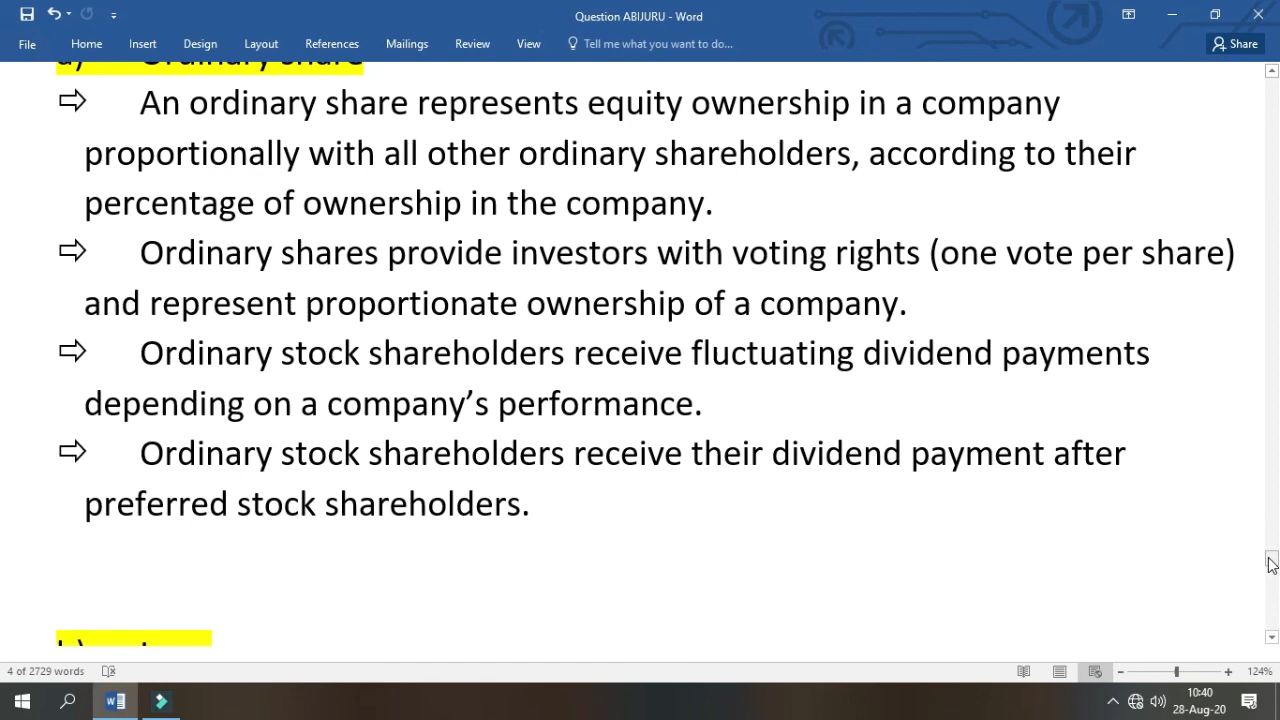 Question ABIJURU - Word
File Home Insert Design Layout References Mailings Review View Tell me what you want to do... Share
a) Ordinary share
An ordinary share represents equity ownership in a company
proportionally with all other ordinary shareholders, according to their
percentage of ownership in the company.
Ordinary shares provide investors with voting rights (one vote per share)
and represent proportionate ownership of a company.
Ordinary stock shareholders receive fluctuating dividend payments
depending on a company’s performance.
Ordinary stock shareholders receive their dividend payment after
preferred stock shareholders.
4 of 2729 words
124%
10:40
28-Aug-20